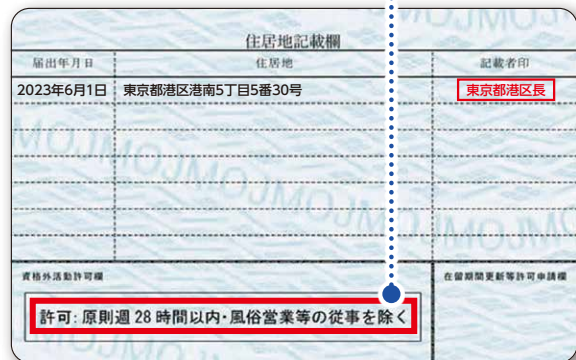 住居地記載欄
届出年月日 住居地 記載者印
2023年6月1日 東京都港区港南5丁目5番30号 東京都港区長
MOJMOJMOJMOJMOJMOJ
資格外活動許可欄 在留期間更新等許可申請欄
許可:原則週28時間以内・風俗営業等の従事を除く